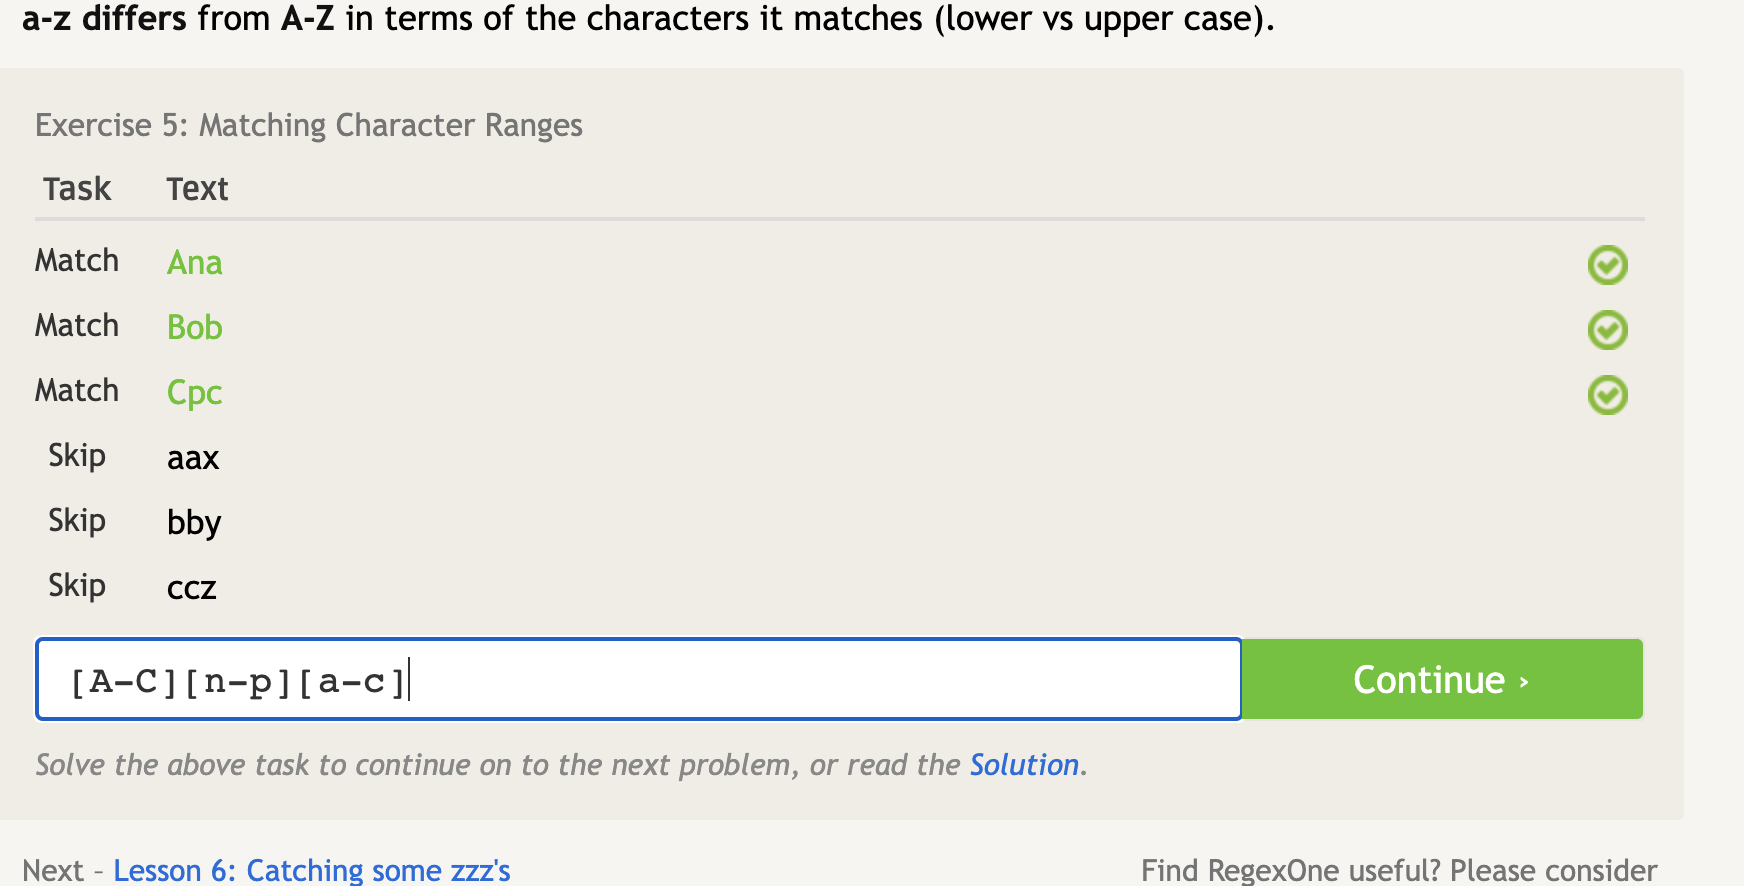 a-z differs from A-Z in terms of the characters it matches (lower vs upper case).
Exercise 5: Matching Character Ranges
Task Text
Match Ana
Match Bob
Match Cpc
Skip aax
Skip bby
Skip ccz
[A-C][n-p][a-c]
Continue ›
Solve the above task to continue on to the next problem, or read the Solution.
Next – Lesson 6: Catching some zzz's
Find RegexOne useful? Please consider